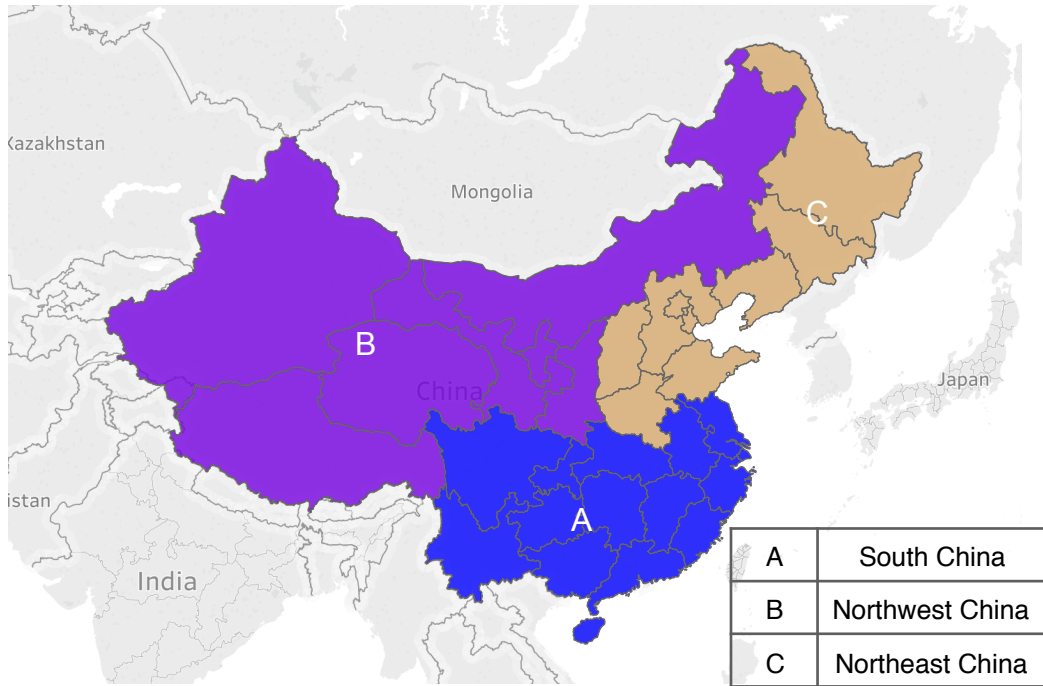 Kazakhstan
Mongolia
C
B
China
Japan
istan
A
India
A South China
B Northwest China
C Northeast China